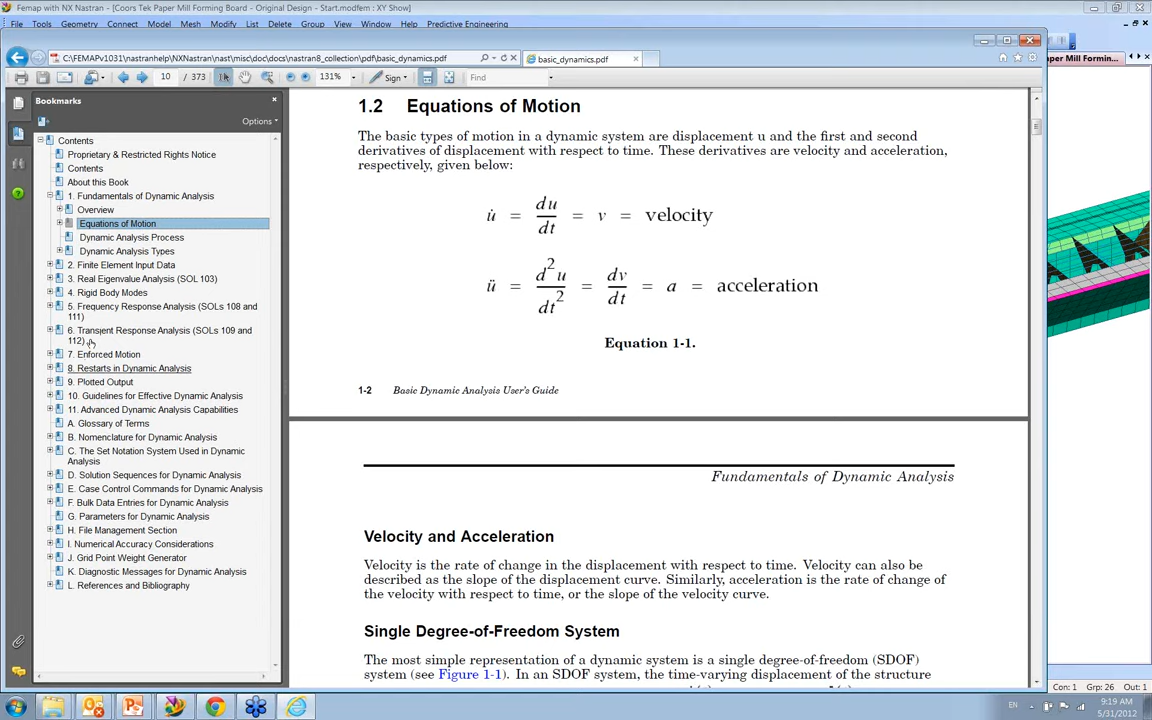 Femap with NX Nastran - [Coors Tek Paper Mill Forming Board - Original Design - Start.modfem : XY Show]
File Tools Geometry Connect Model Mesh Modify List Delete Group View Window Help Predictive Engineering
C:\FEMAPv1031\nastranhelp\NXNastran\nast\misc\doc\docs\nastran8_collection\pdf\basic_dynamics.pdf
basic_dynamics.pdf
aper Mill Formin...
10 / 373
131%
Sign
Find
Bookmarks
Options
Contents
Proprietary & Restricted Rights Notice
Contents
About this Book
1. Fundamentals of Dynamic Analysis
Overview
Equations of Motion
Dynamic Analysis Process
Dynamic Analysis Types
2. Finite Element Input Data
3. Real Eigenvalue Analysis (SOL 103)
4. Rigid Body Modes
5. Frequency Response Analysis (SOLs 108 and
111)
6. Transient Response Analysis (SOLs 109 and
112)
7. Enforced Motion
8. Restarts in Dynamic Analysis
9. Plotted Output
10. Guidelines for Effective Dynamic Analysis
11. Advanced Dynamic Analysis Capabilities
A. Glossary of Terms
B. Nomenclature for Dynamic Analysis
C. The Set Notation System Used in Dynamic
Analysis
D. Solution Sequences for Dynamic Analysis
E. Case Control Commands for Dynamic Analysis
F. Bulk Data Entries for Dynamic Analysis
G. Parameters for Dynamic Analysis
H. File Management Section
I. Numerical Accuracy Considerations
J. Grid Point Weight Generator
K. Diagnostic Messages for Dynamic Analysis
L. References and Bibliography
1.2 Equations of Motion
The basic types of motion in a dynamic system are displacement u and the first and second
derivatives of displacement with respect to time. These derivatives are velocity and acceleration,
respectively, given below:
u̇ = du/dt = v = velocity
ü = d²u/dt² = dv/dt = a = acceleration
Equation 1-1.
1-2 Basic Dynamic Analysis User's Guide
Fundamentals of Dynamic Analysis
Velocity and Acceleration
Velocity is the rate of change in the displacement with respect to time. Velocity can also be
described as the slope of the displacement curve. Similarly, acceleration is the rate of change of
the velocity with respect to time, or the slope of the velocity curve.
Single Degree-of-Freedom System
The most simple representation of a dynamic system is a single degree-of-freedom (SDOF)
system (see Figure 1-1). In an SDOF system, the time-varying displacement of the structure
Con: 1 Grp: 26 Out: 1
EN
9:19 AM
5/31/2012